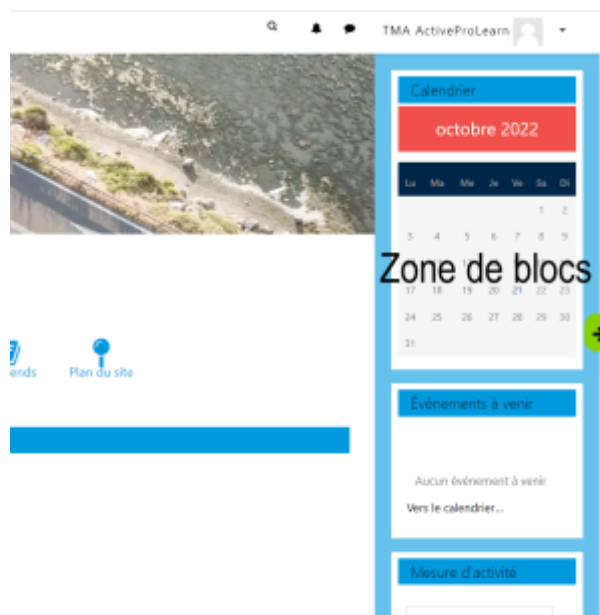 TMA ActiveProLearn
Calendrier
octobre 2022
Lu Ma Me Je Ve Sa Di
1 2
3 4 5 6 7 8 9
Zone de blocs
17 18 19 20 21 22 23
24 25 26 27 28 29 30
31
Plan du site
Événements à venir
Aucun événement à venir
Vers le calendrier...
Mesure d'activité